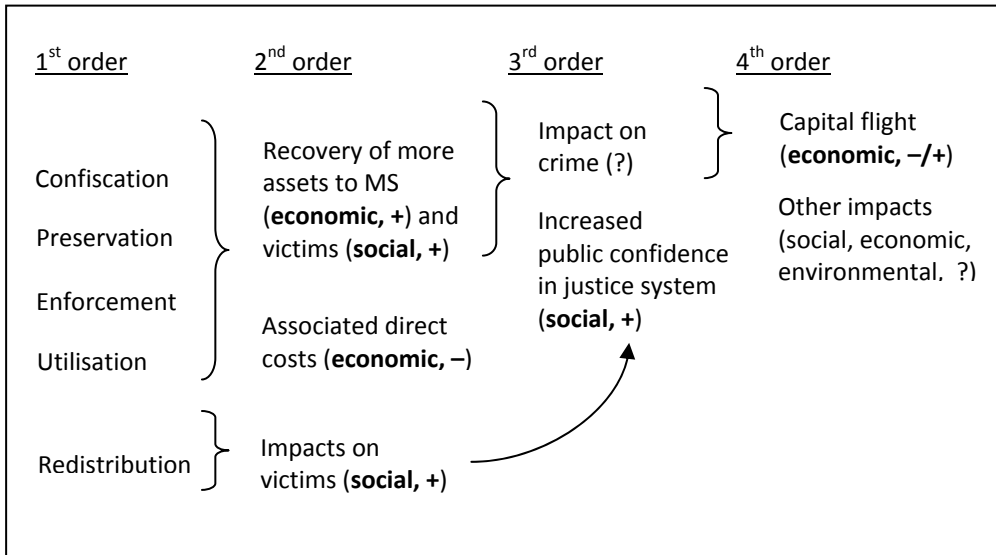 1st order
Confiscation
Preservation
Enforcement
Utilisation
Redistribution
2nd order
Recovery of more
assets to MS
(economic, +) and
victims (social, +)
Associated direct
costs (economic, –)
Impacts on
victims (social, +)
3rd order
Impact on
crime (?)
Increased
public confidence
in justice system
(social, +)
4th order
Capital flight
(economic, –/+)
Other impacts
(social, economic,
environmental, ?)